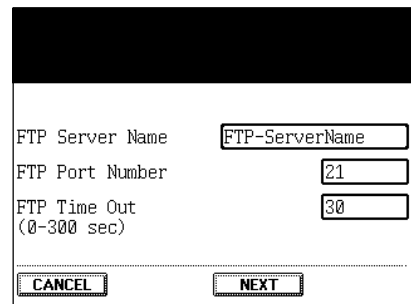 FTP Server Name FTP-ServerName
FTP Port Number 21
FTP Time Out 30
(0-300 sec)
CANCEL NEXT